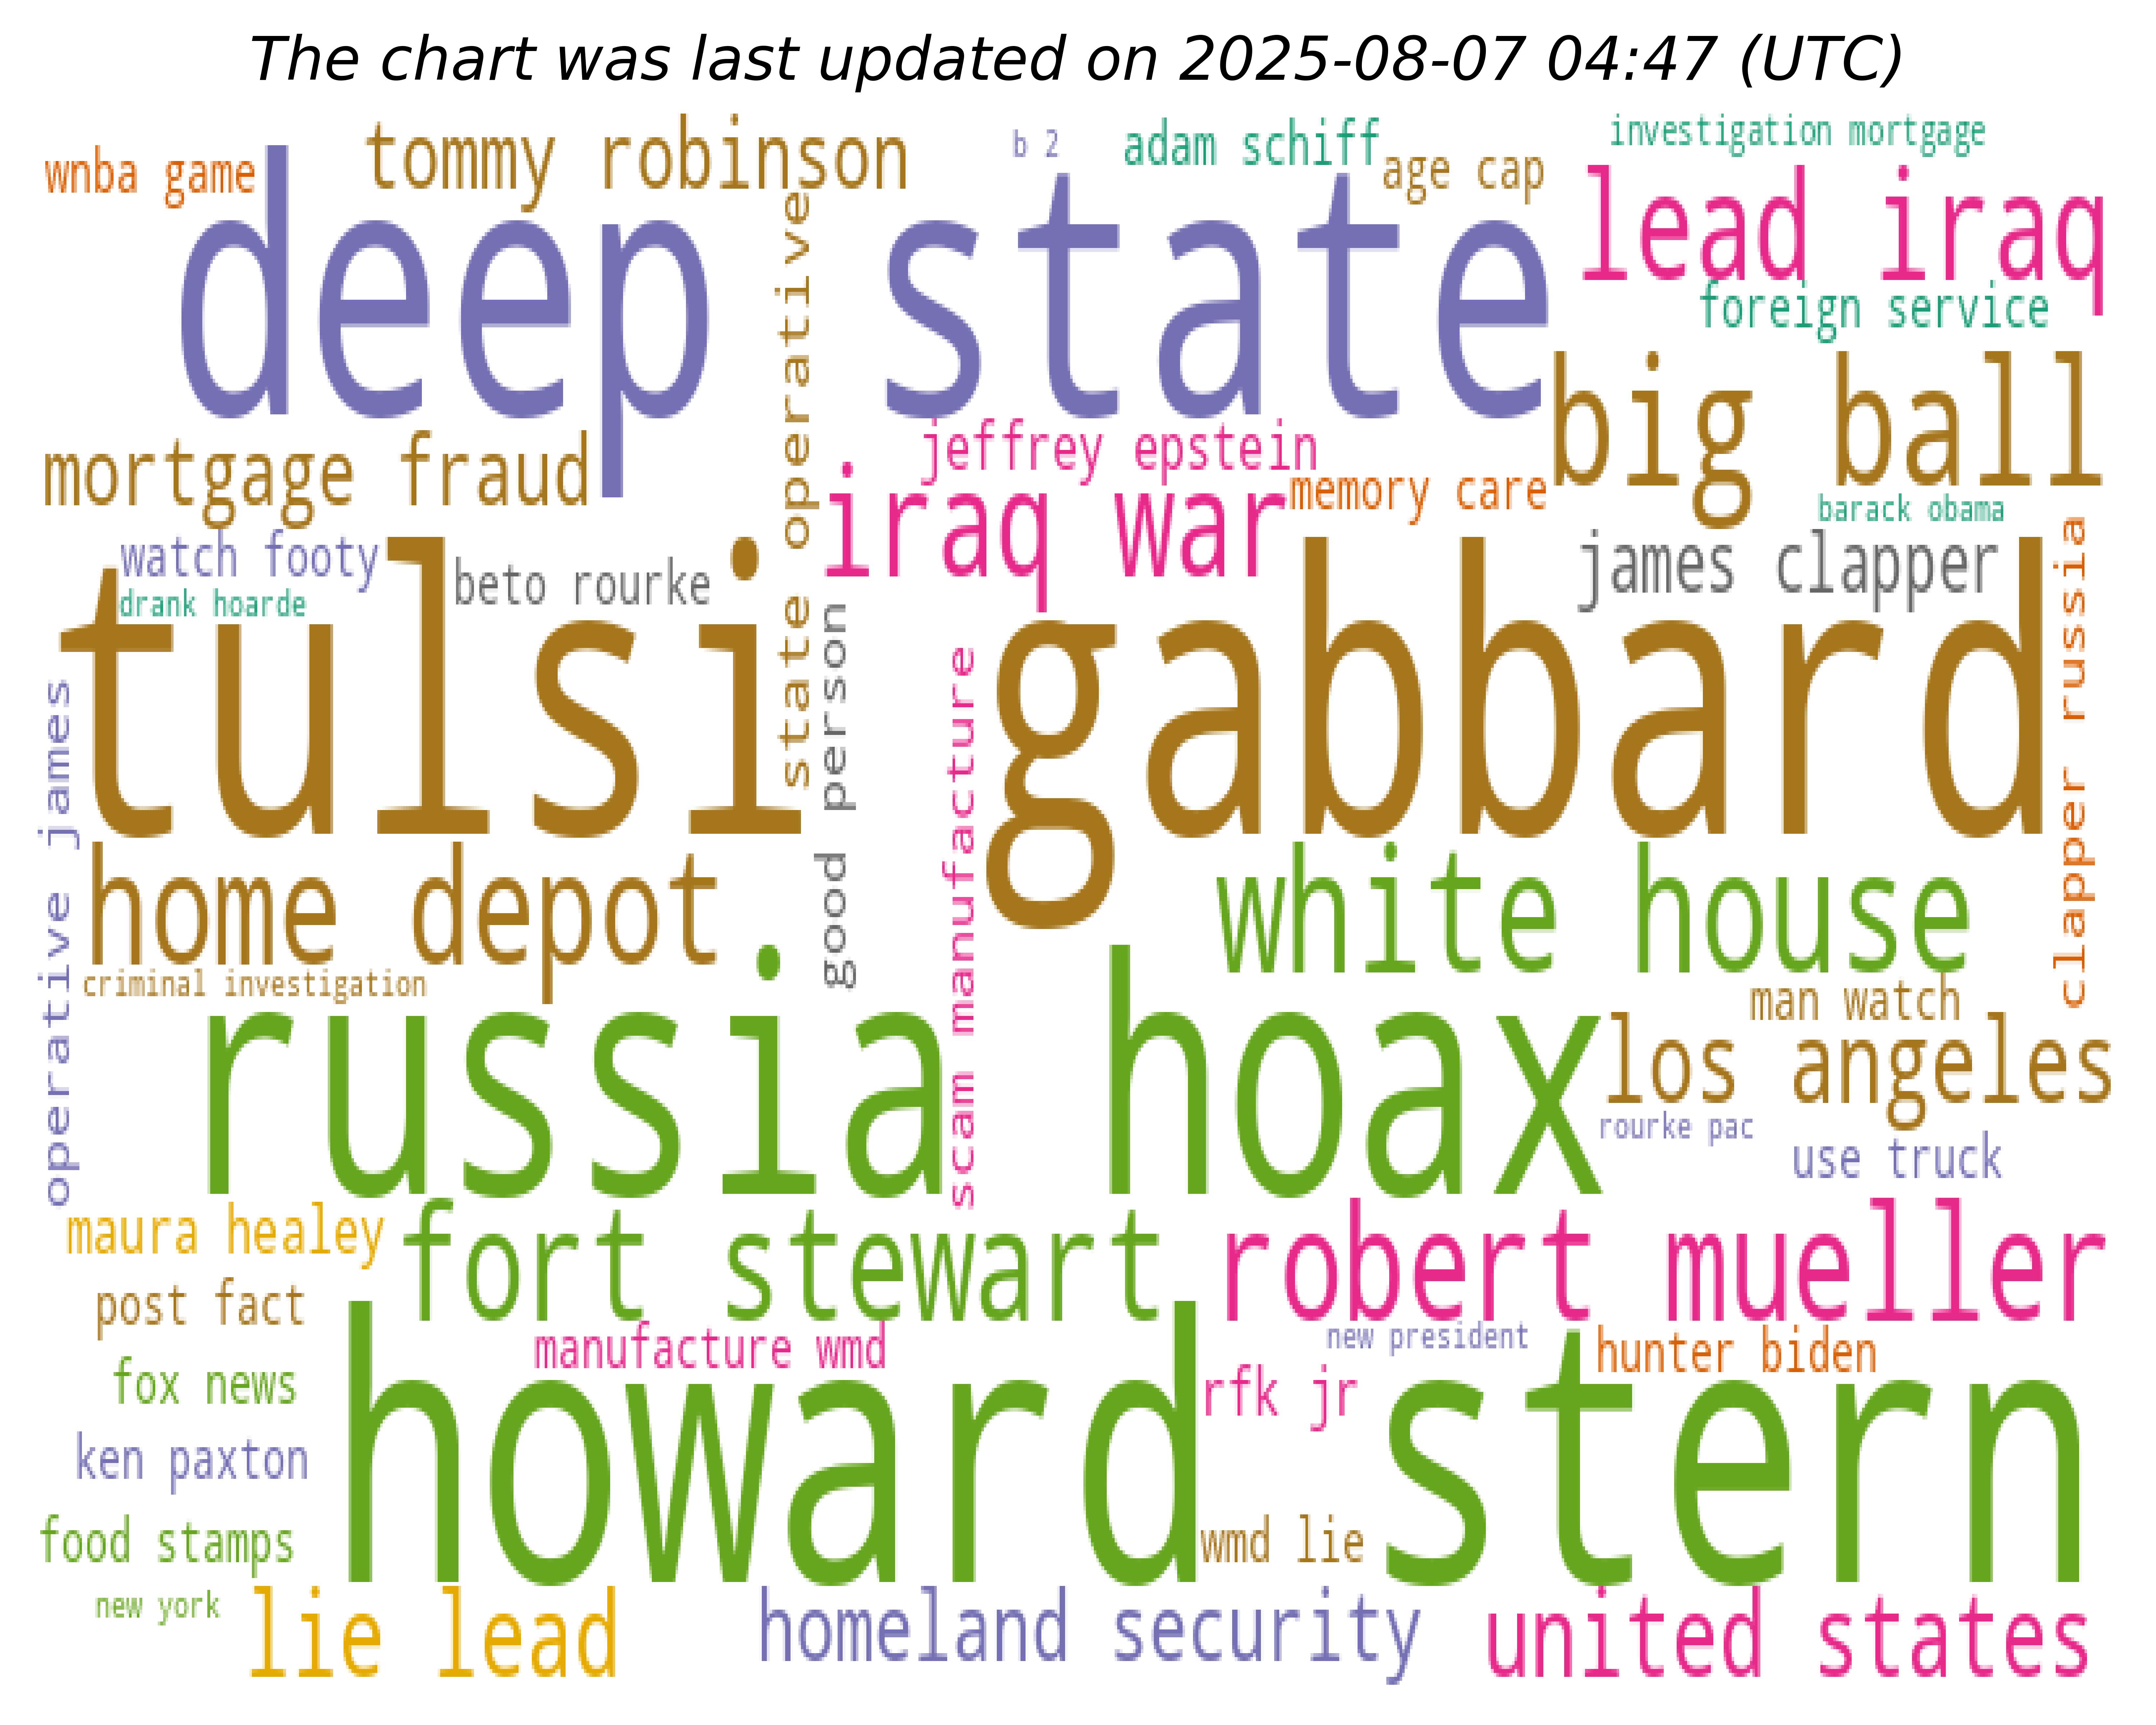 The chart was last updated on 2025-08-07 04:47 (UTC)
wnba game
tommy robinson
b 2
adam schiff
age cap
investigation mortgage
deep state
lead iraq
foreign service
state operative
big ball
mortgage fraud
jeffrey epstein
iraq war
memory care
barack obama
watch footy
drank hoarde
beto rourke
james clapper
clapper russia
tulsi gabbard
good person
scam manufacture
operative james
home depot
white house
criminal investigation
man watch
russia hoax
los angeles
rourke pac
use truck
maura healey
fort stewart
robert mueller
post fact
manufacture wmd
new president
hunter biden
fox news
rfk jr
howard stern
ken paxton
food stamps
wmd lie
new york
lie lead
homeland security
united states